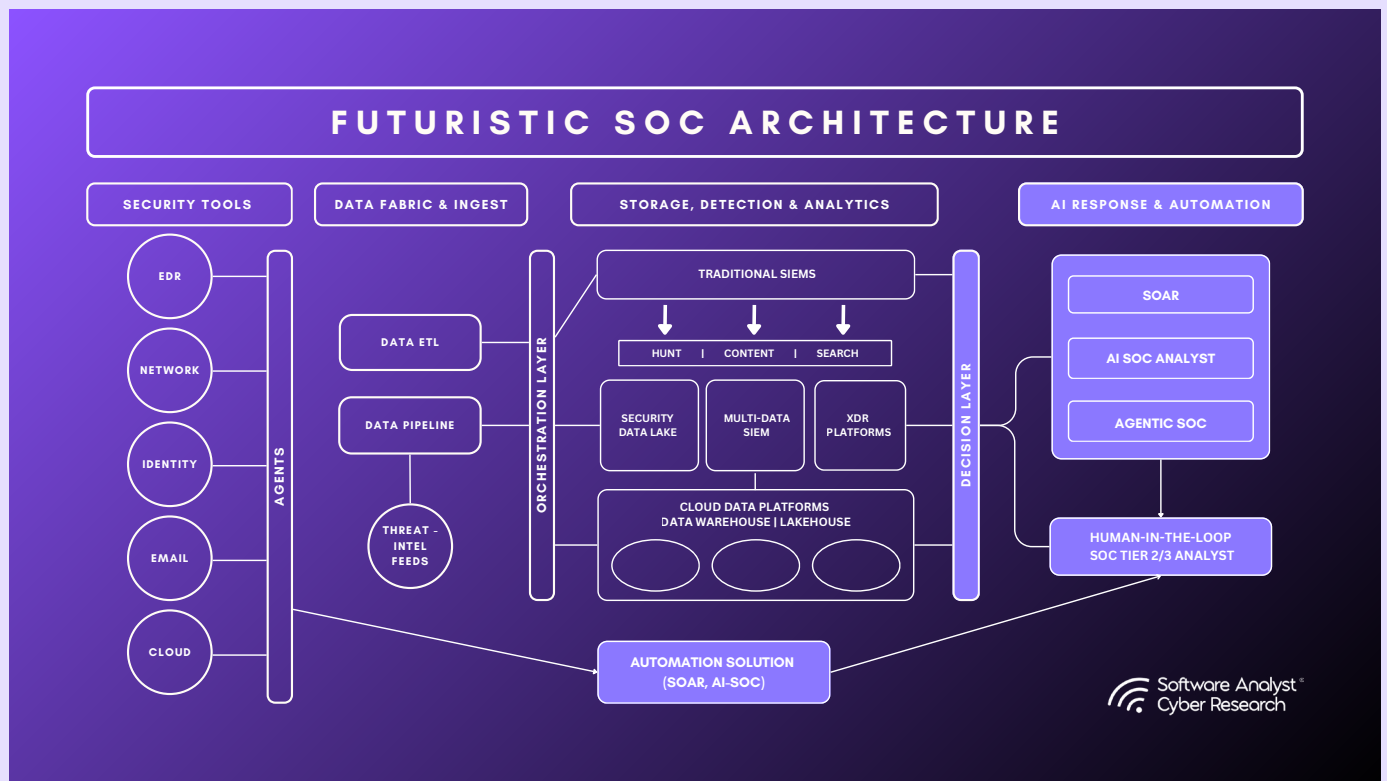 FUTURISTIC SOC ARCHITECTURE
SECURITY TOOLS
DATA FABRIC & INGEST
STORAGE, DETECTION & ANALYTICS
AI RESPONSE & AUTOMATION
EDR
NETWORK
IDENTITY
EMAIL
CLOUD
AGENTS
DATA ETL
DATA PIPELINE
THREAT -
INTEL
FEEDS
ORCHESTRATION LAYER
TRADITIONAL SIEMS
HUNT | CONTENT | SEARCH
SECURITY
DATA LAKE
MULTI-DATA
SIEM
XDR
PLATFORMS
CLOUD DATA PLATFORMS
DATA WAREHOUSE | LAKEHOUSE
DECISION LAYER
SOAR
AI SOC ANALYST
AGENTIC SOC
HUMAN-IN-THE-LOOP
SOC TIER 2/3 ANALYST
AUTOMATION SOLUTION
(SOAR, AI-SOC)
Software Analyst
Cyber Research